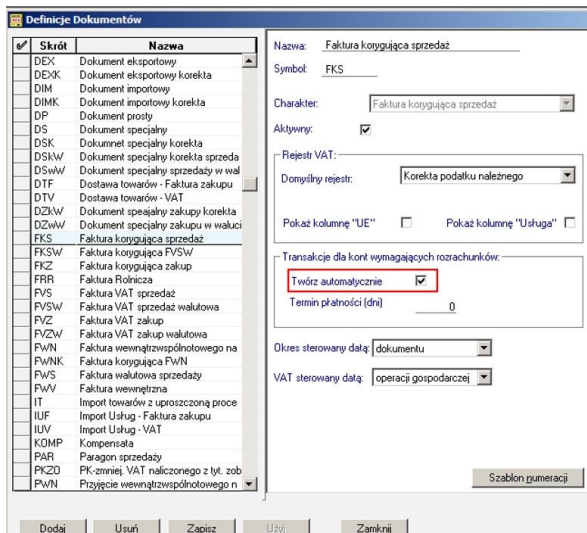 Definicje Dokumentów
Skrót Nazwa
DEX Dokument eksportowy
DEXK Dokument eksportowy korekta
DIM Dokument importowy
DIMK Dokument importowy korekta
DP Dokument prosty
DS Dokument specjalny
DSK Dokumnet specjalny korekta
DSkW Dokument specjalny korekta sprzeda
DSwW Dokument specjalny sprzedaży w wal
DTF Dostawa towarów - Faktura zakupu
DTV Dostawa towarów - VAT
DZkW Dokument speajalny zakupy korekta
DZwW Dokument specjalny zakupu w waluci
FKS Faktura korygująca sprzedaż
FKSW Faktura korygująca FVSW
FKZ Faktura korygująca zakup
FRR Faktura Rolnicza
FVS Faktura VAT sprzedaż
FVSW Faktura VAT sprzedaż walutowa
FVZ Faktura VAT zakup
FVZW Faktura VAT zakup walutowa
FWN Faktura wewnątrzwspólnotowego na
FWNK Faktura korygująca FWN
FWS Faktura walutowa sprzedaży
FWV Faktura wewnętrzna
IT Import towarów z uproszczoną proce
IUF Import Usług - Faktura zakupu
IUV Import Usług - VAT
KOMP Kompensata
PAR Paragon sprzedaży
PKZO PK-zmniej. VAT naliczonego z tyt. zob
PWN Przyjęcie wewnątrzwspólnotowego n
Nazwa: Faktura korygująca sprzedaż
Symbol: FKS
Charakter: Faktura korygująca sprzedaż
Aktywny:
Rejestr VAT:
Domyślny rejestr: Korekta podatku należnego
Pokaż kolumnę "UE" Pokaż kolumnę "Usługa"
Transakcje dla kont wymagających rozrachunków:
Twórz automatycznie
Termin płatności (dni) 0
Okres sterowany datą: dokumentu
VAT sterowany datą: operacji gospodarczej
Szablon numeracji
Dodaj Usuń Zapisz Użyj Zamknij